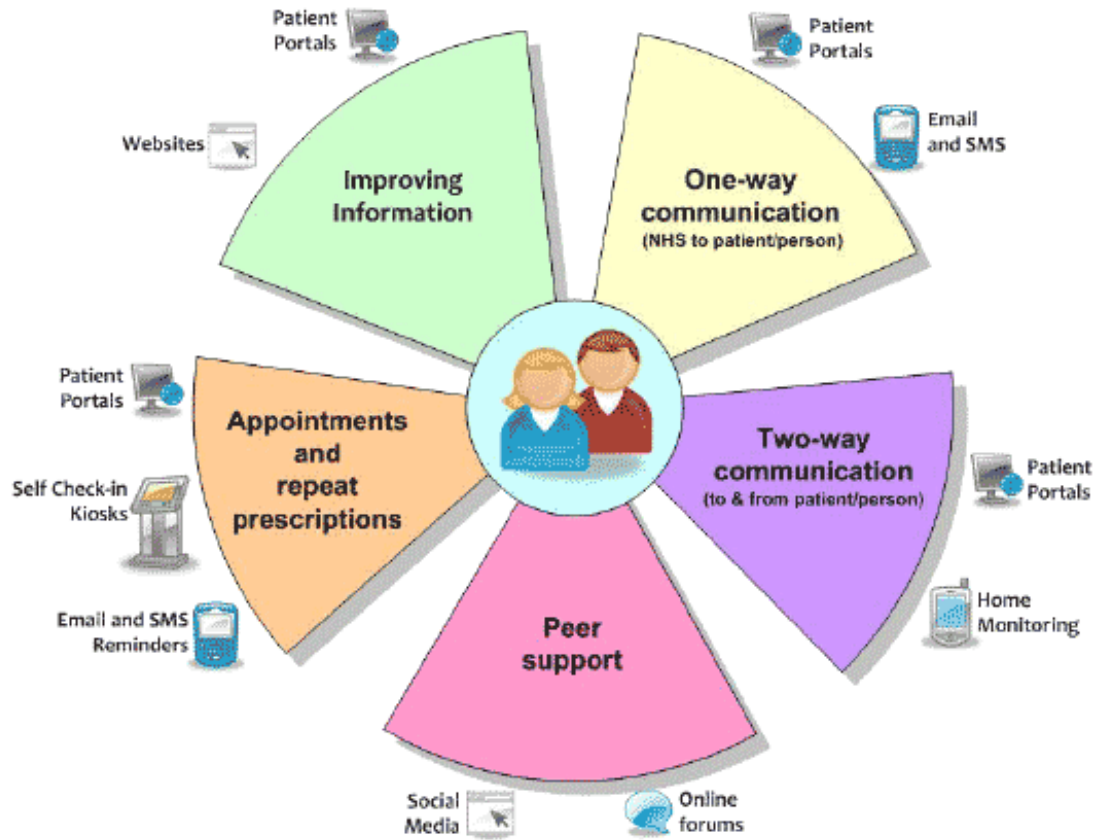 Patient
Portals
Websites
Improving
Information
Patient
Portals
Email
and SMS
One-way
communication
(NHS to patient/person)
Patient
Portals
Self Check-in
Kiosks
Email and SMS
Reminders
Appointments
and
repeat
prescriptions
Two-way
communication
(to & from patient/person)
Patient
Portals
Home
Monitoring
Peer
support
Social
Media
Online
forums